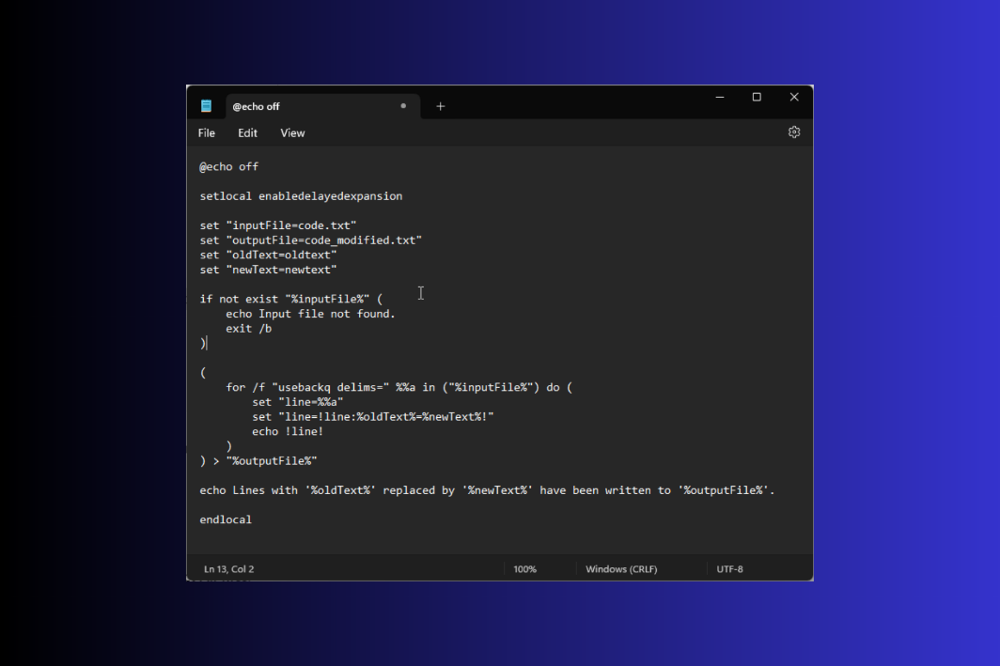 @echo off
File Edit View
@echo off
setlocal enabledelayedexpansion
set "inputFile=code.txt"
set "outputFile=code_modified.txt"
set "oldText=oldtext"
set "newText=newtext"
if not exist "%inputFile%" (
    echo Input file not found.
    exit /b
)
(
    for /f "usebackq delims=" %%a in ("%inputFile%") do (
        set "line=%%a"
        set "line=!line:%oldText%=%newText%!"
        echo !line!
    )
) > "%outputFile%"
echo Lines with '%oldText%' replaced by '%newText%' have been written to '%outputFile%'.
endlocal
Ln 13, Col 2 100% Windows (CRLF) UTF-8